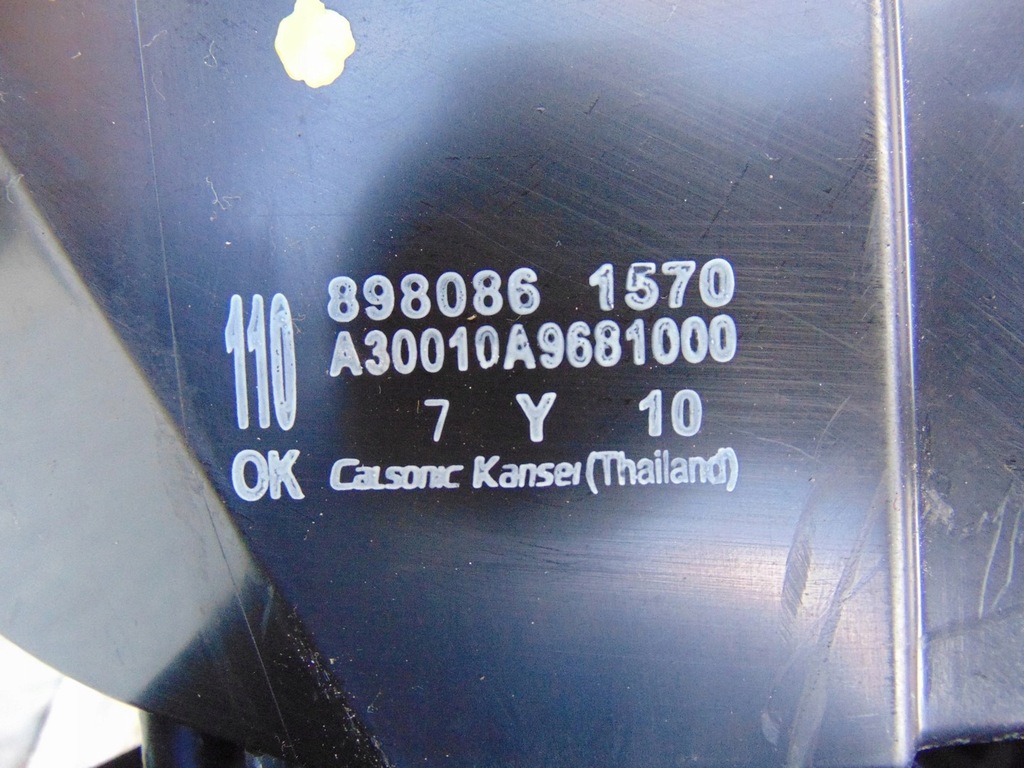 110
OK
898086 1570
A30010A9681000
7 Y 10
Calsonic Kansei (Thailand)